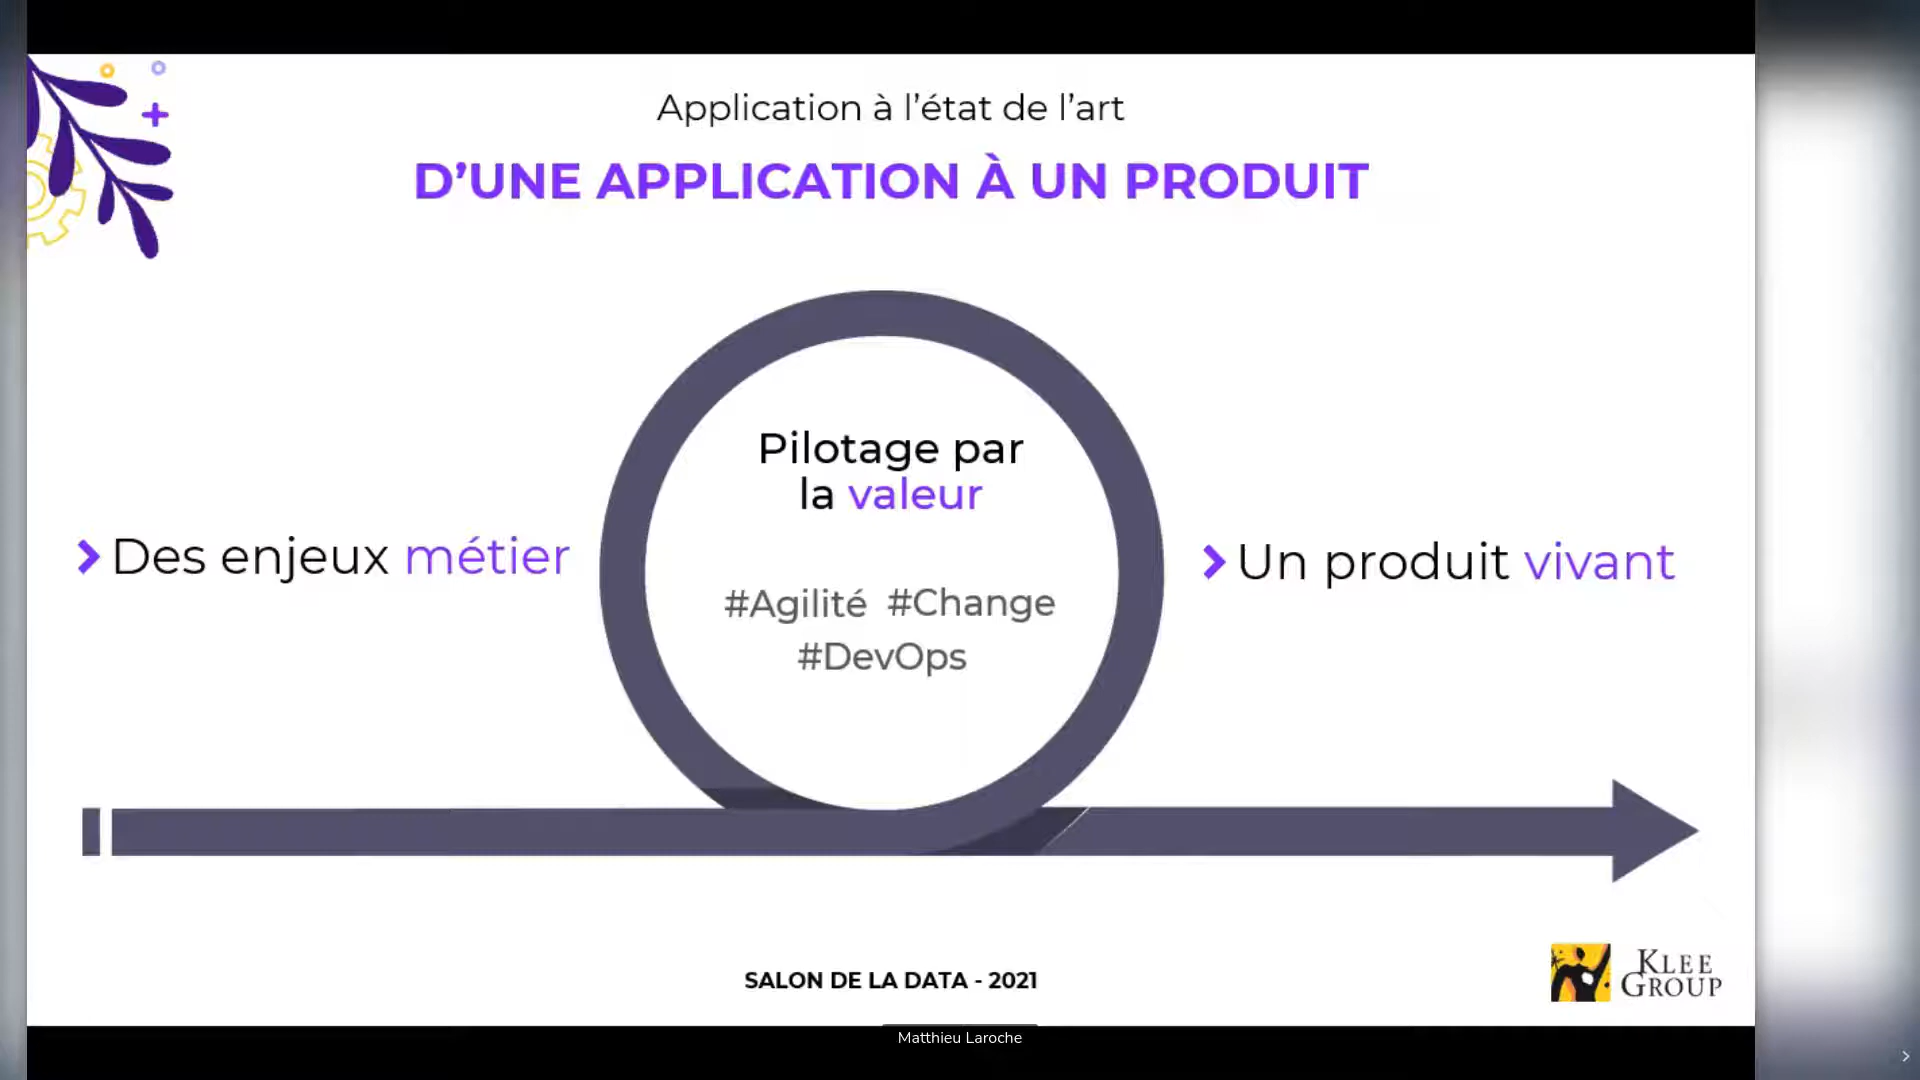 Application à l’état de l’art
D’UNE APPLICATION À UN PRODUIT
Pilotage par
la valeur
Des enjeux métier
Un produit vivant
#Agilité #Change
#DevOps
SALON DE LA DATA - 2021
KLEE
GROUP
Matthieu Laroche